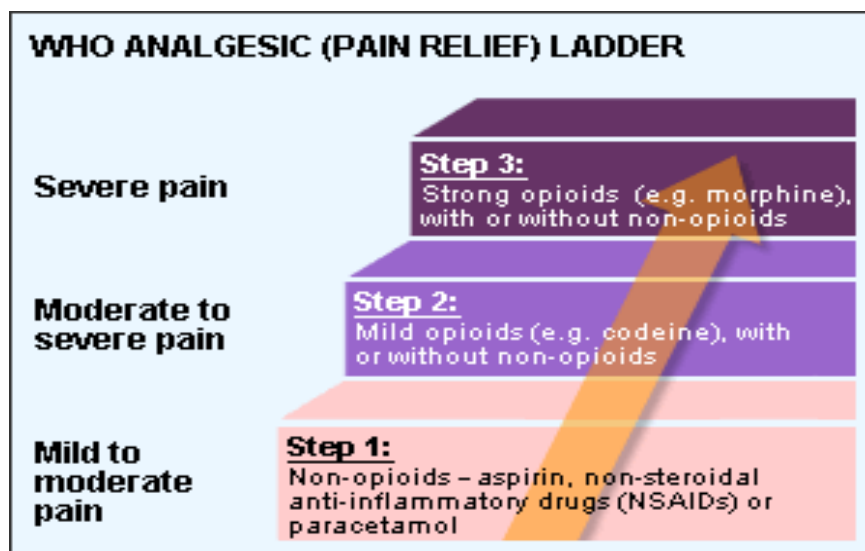 WHO ANALGESIC (PAIN RELIEF) LADDER
Severe pain
Step 3:
Strong opioids (e.g. morphine),
with or without non-opioids
Moderate to
severe pain
Step 2:
Mild opioids (e.g. codeine), with
or without non-opioids
Mild to
moderate
pain
Step 1:
Non-opioids – aspirin, non-steroidal
anti-inflammatory drugs (NSAIDs) or
paracetamol